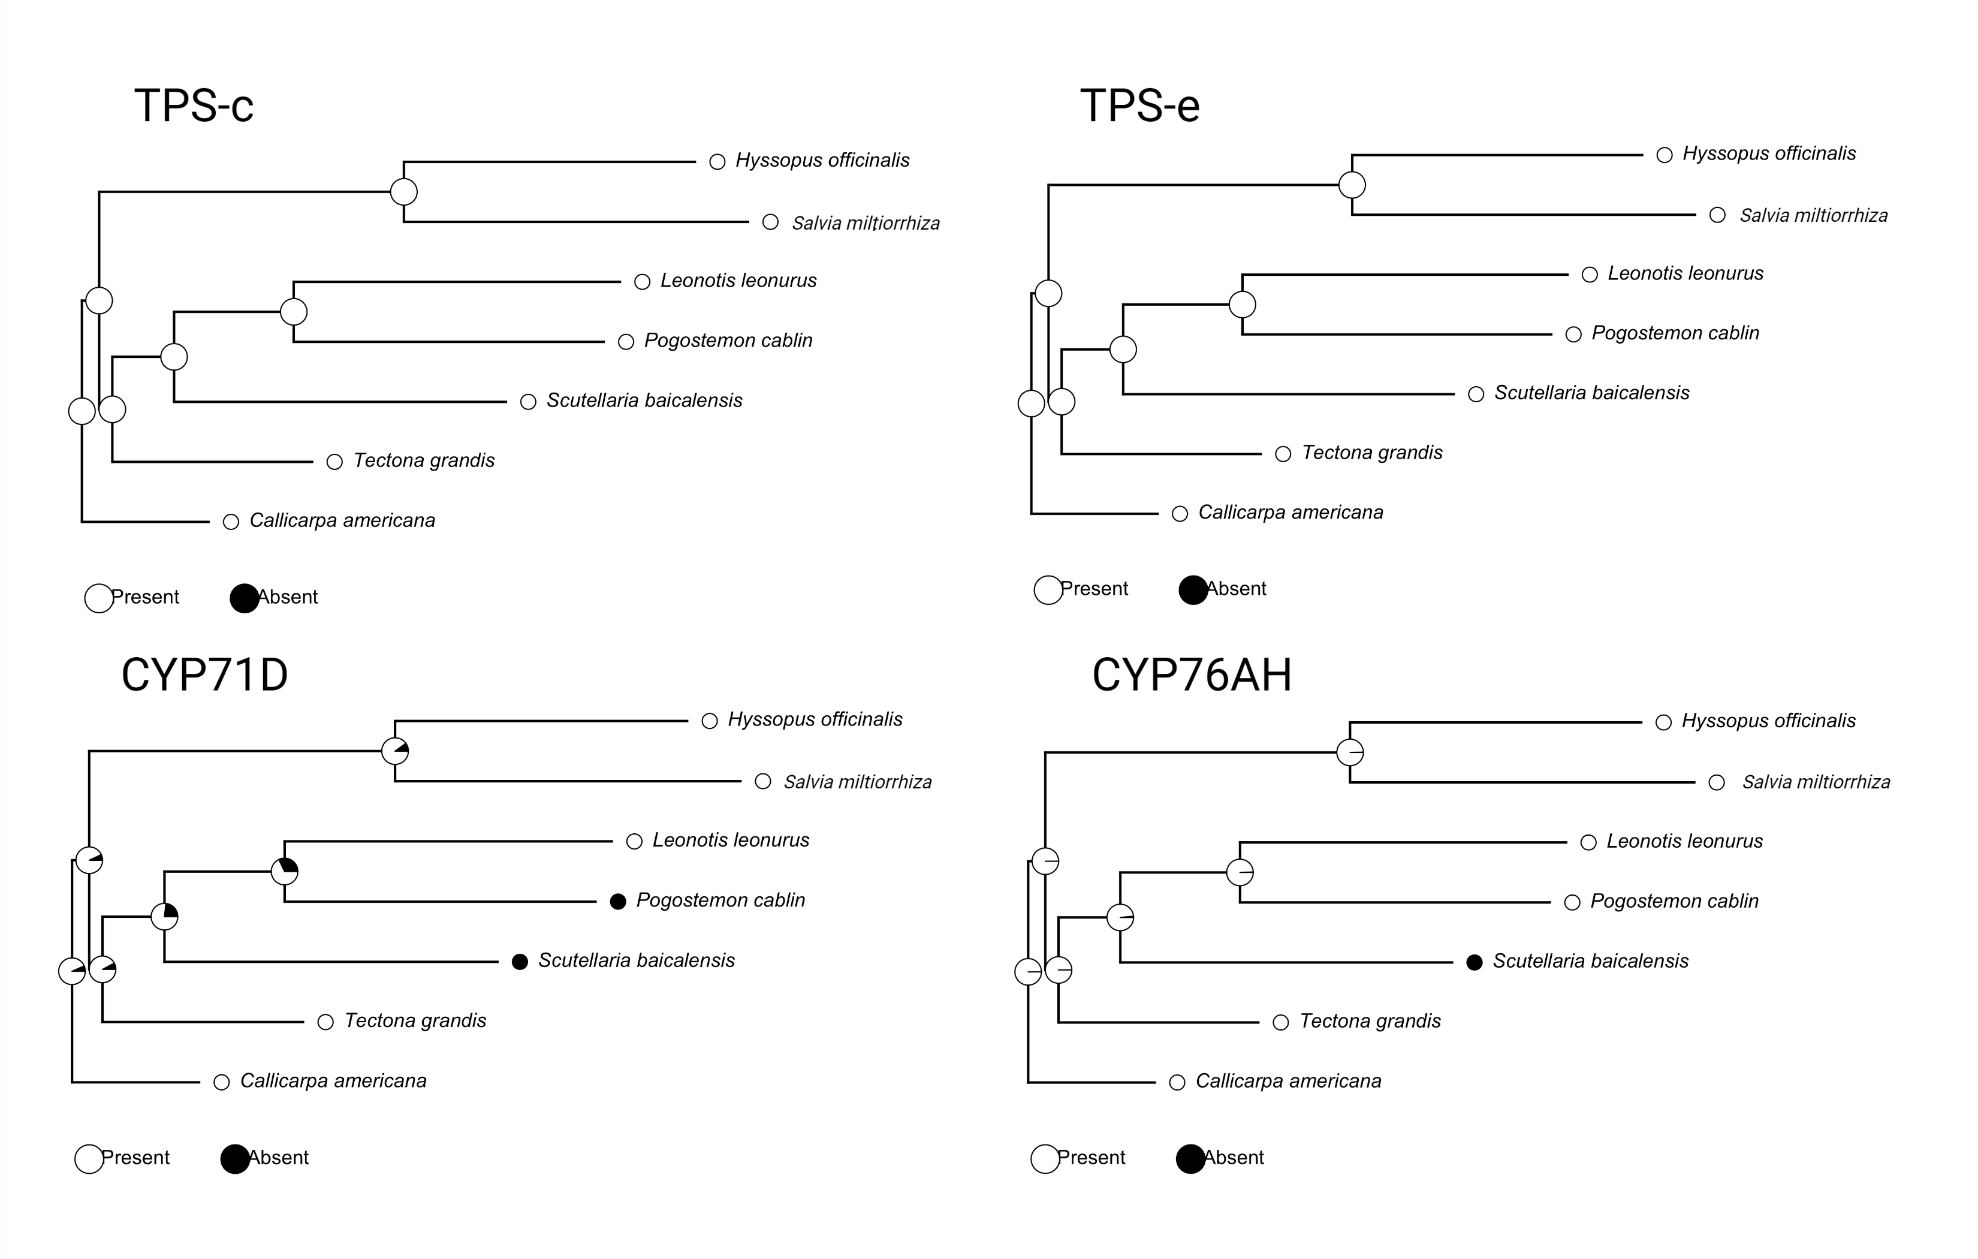 TPS-c
Hyssopus officinalis
Salvia miltiorrhiza
Leonotis leonurus
Pogostemon cablin
Scutellaria baicalensis
Tectona grandis
Callicarpa americana
Present Absent
TPS-e
Hyssopus officinalis
Salvia miltiorrhiza
Leonotis leonurus
Pogostemon cablin
Scutellaria baicalensis
Tectona grandis
Callicarpa americana
Present Absent
CYP71D
Hyssopus officinalis
Salvia miltiorrhiza
Leonotis leonurus
Pogostemon cablin
Scutellaria baicalensis
Tectona grandis
Callicarpa americana
Present Absent
CYP76AH
Hyssopus officinalis
Salvia miltiorrhiza
Leonotis leonurus
Pogostemon cablin
Scutellaria baicalensis
Tectona grandis
Callicarpa americana
Present Absent